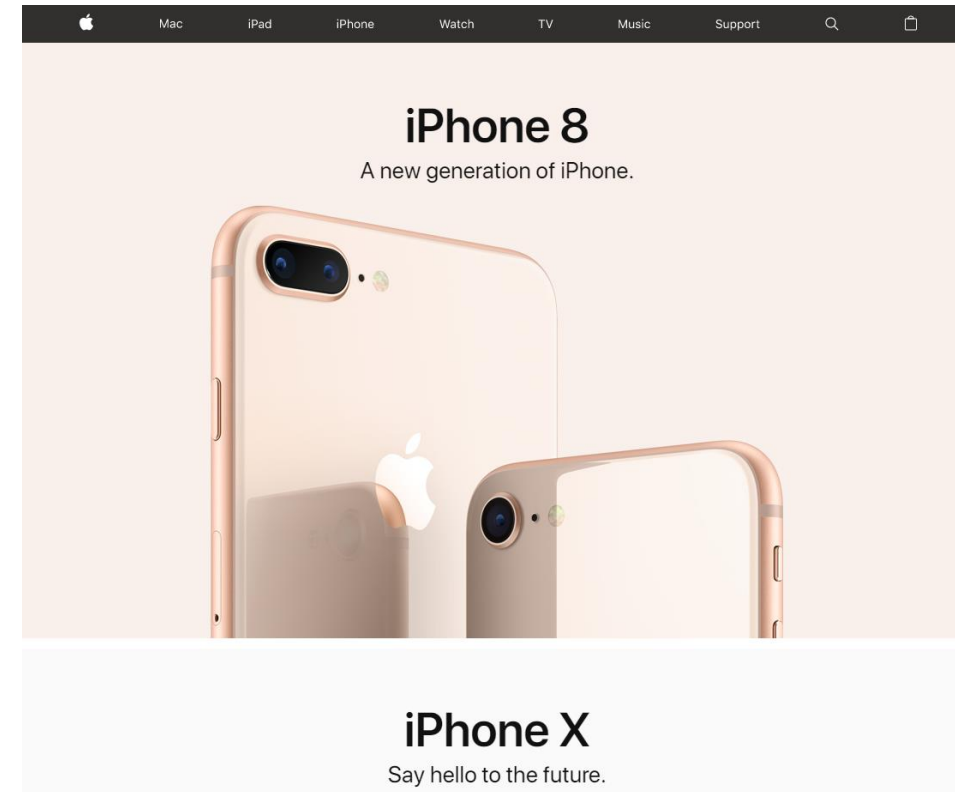 Mac iPad iPhone Watch TV Music Support
iPhone 8
A new generation of iPhone.
iPhone X
Say hello to the future.